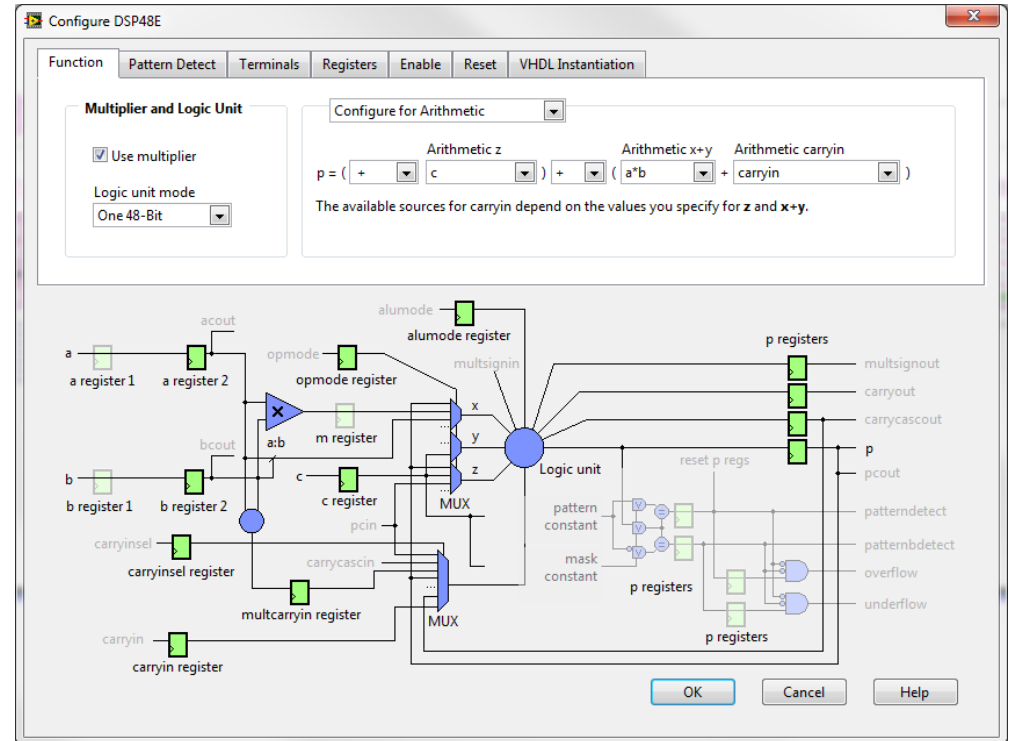 Configure DSP48E
Function Pattern Detect Terminals Registers Enable Reset VHDL Instantiation
Multiplier and Logic Unit
Use multiplier
Logic unit mode
One 48-Bit
Configure for Arithmetic
Arithmetic z Arithmetic x+y Arithmetic carryin
p = ( + c ) + ( a*b + carryin )
The available sources for carryin depend on the values you specify for z and x+y.
alumode
acout
alumode register
p registers
a
opmode
multsignin
multsignout
a register 1 a register 2 opmode register
carryout
x
carrycascout
a:b m register
...
bcout
y
p
reset p regs
b
c
z
Logic unit
pcout
...
b register 1 b register 2 c register
MUX
pattern
constant
patterndetect
V
=
V
pcin
carryinsel
patternbdetect
=
V
carryinsel register
carrycascin
mask
constant
overflow
...
p registers
multcarryin register
MUX
underflow
carryin
p registers
carryin register
OK Cancel Help